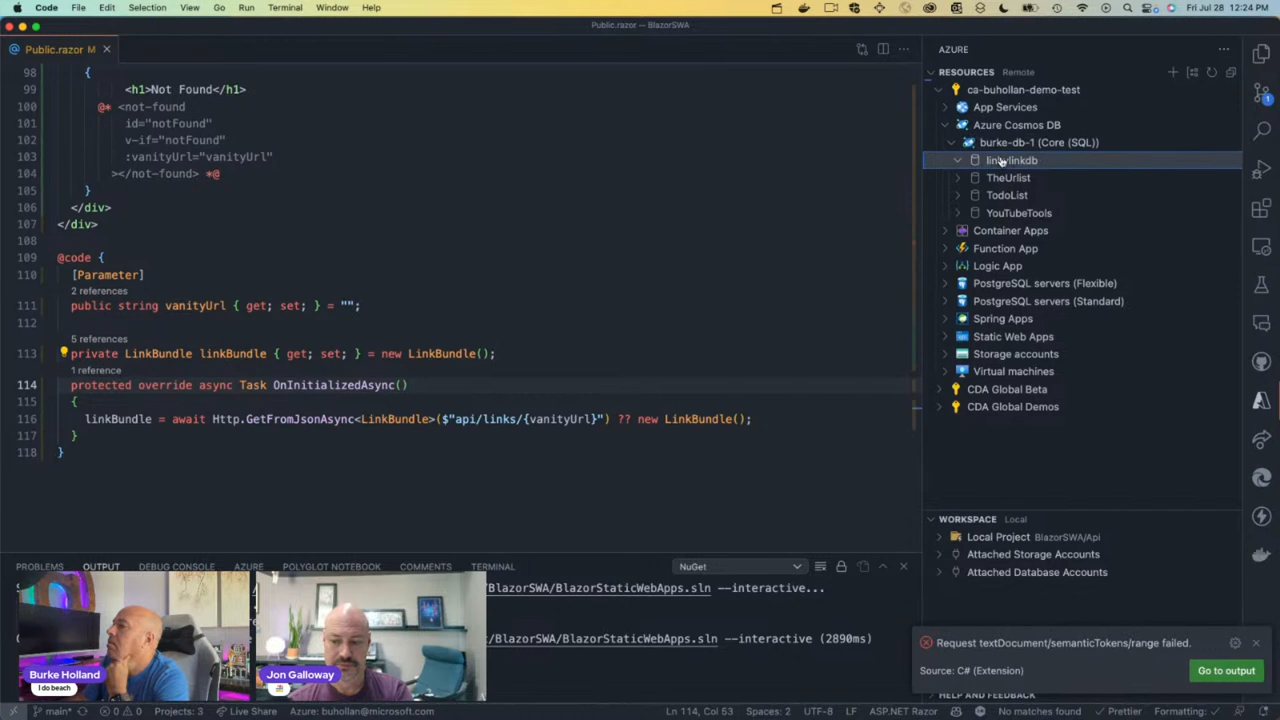 Code File Edit Selection View Go Run Terminal Window Help
Fri Jul 28 12:24 PM
Public.razor — BlazorSWA
Public.razor M
98 {
99 <h1>Not Found</h1>
100 @* <not-found
101 id="notFound"
102 v-if="notFound"
103 :vanityUrl="vanityUrl"
104 ></not-found> *@
105 }
106 </div>
107 </div>
108
109 @code {
110 [Parameter]
2 references
111 public string vanityUrl { get; set; } = "";
112
5 references
113 private LinkBundle linkBundle { get; set; } = new LinkBundle();
1 reference
114 protected override async Task OnInitializedAsync()
115 {
116 linkBundle = await Http.GetFromJsonAsync<LinkBundle>($"api/links/{vanityUrl}") ?? new LinkBundle();
117 }
118 }
AZURE
RESOURCES Remote
ca-buhollan-demo-test
App Services
Azure Cosmos DB
burke-db-1 (Core (SQL))
linkylinkdb
TheUrlist
TodoList
YouTubeTools
Container Apps
Function App
Logic App
PostgreSQL servers (Flexible)
PostgreSQL servers (Standard)
Spring Apps
Static Web Apps
Storage accounts
Virtual machines
CDA Global Beta
CDA Global Demos
WORKSPACE Local
Local Project BlazorSWA/Api
Attached Storage Accounts
Attached Database Accounts
HELP AND FEEDBACK
1
PROBLEMS OUTPUT DEBUG CONSOLE AZURE POLYGLOT NOTEBOOK COMMENTS TERMINAL
NuGet
/BlazorSWA/BlazorStaticWebApps.sln --interactive...
/BlazorSWA/BlazorStaticWebApps.sln --interactive (2890ms)
Request textDocument/semanticTokens/range failed.
Source: C# (Extension)
Go to output
Burke Holland
I do beach
Jon Galloway
main* 0 0 Projects: 3 Live Share Azure: buhollan@microsoft.com
Ln 114, Col 53 Spaces: 2 UTF-8 LF ASP.NET Razor No matches found Prettier Formatting: ✓